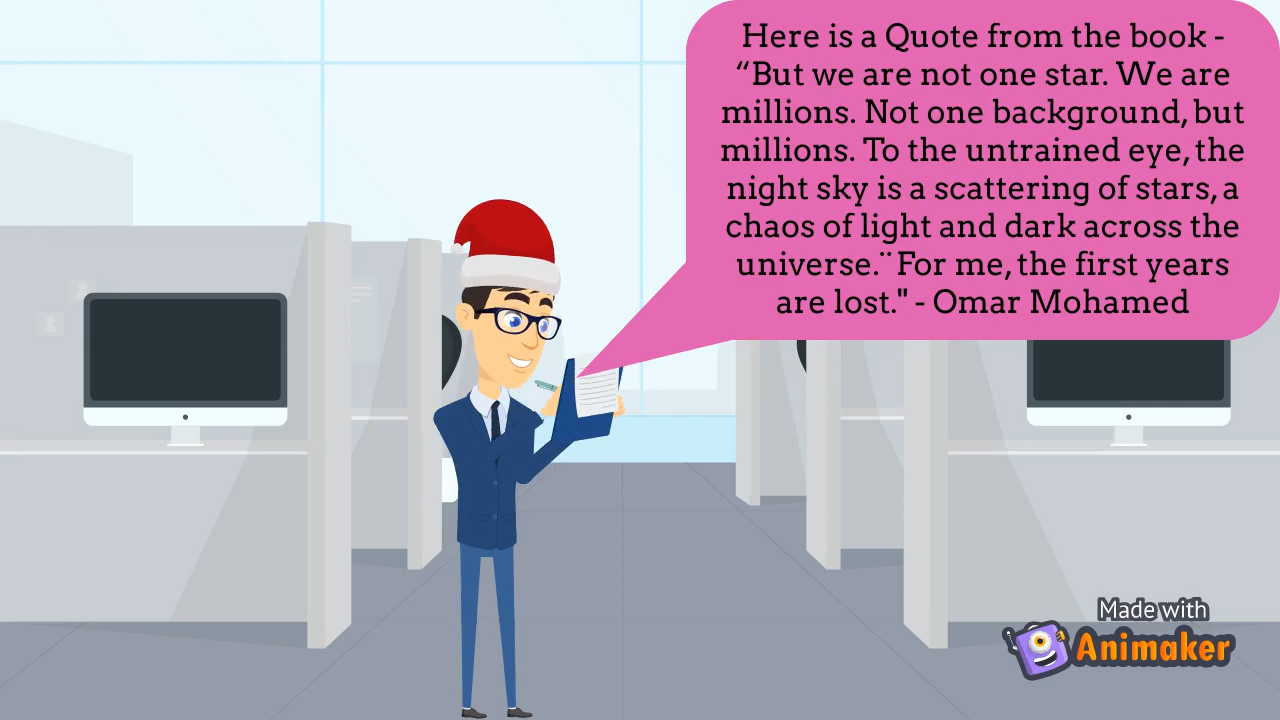 Here is a Quote from the book -
“But we are not one star. We are
millions. Not one background, but
millions. To the untrained eye, the
night sky is a scattering of stars, a
chaos of light and dark across the
universe.¨ For me, the first years
are lost." - Omar Mohamed
Made with
Animaker